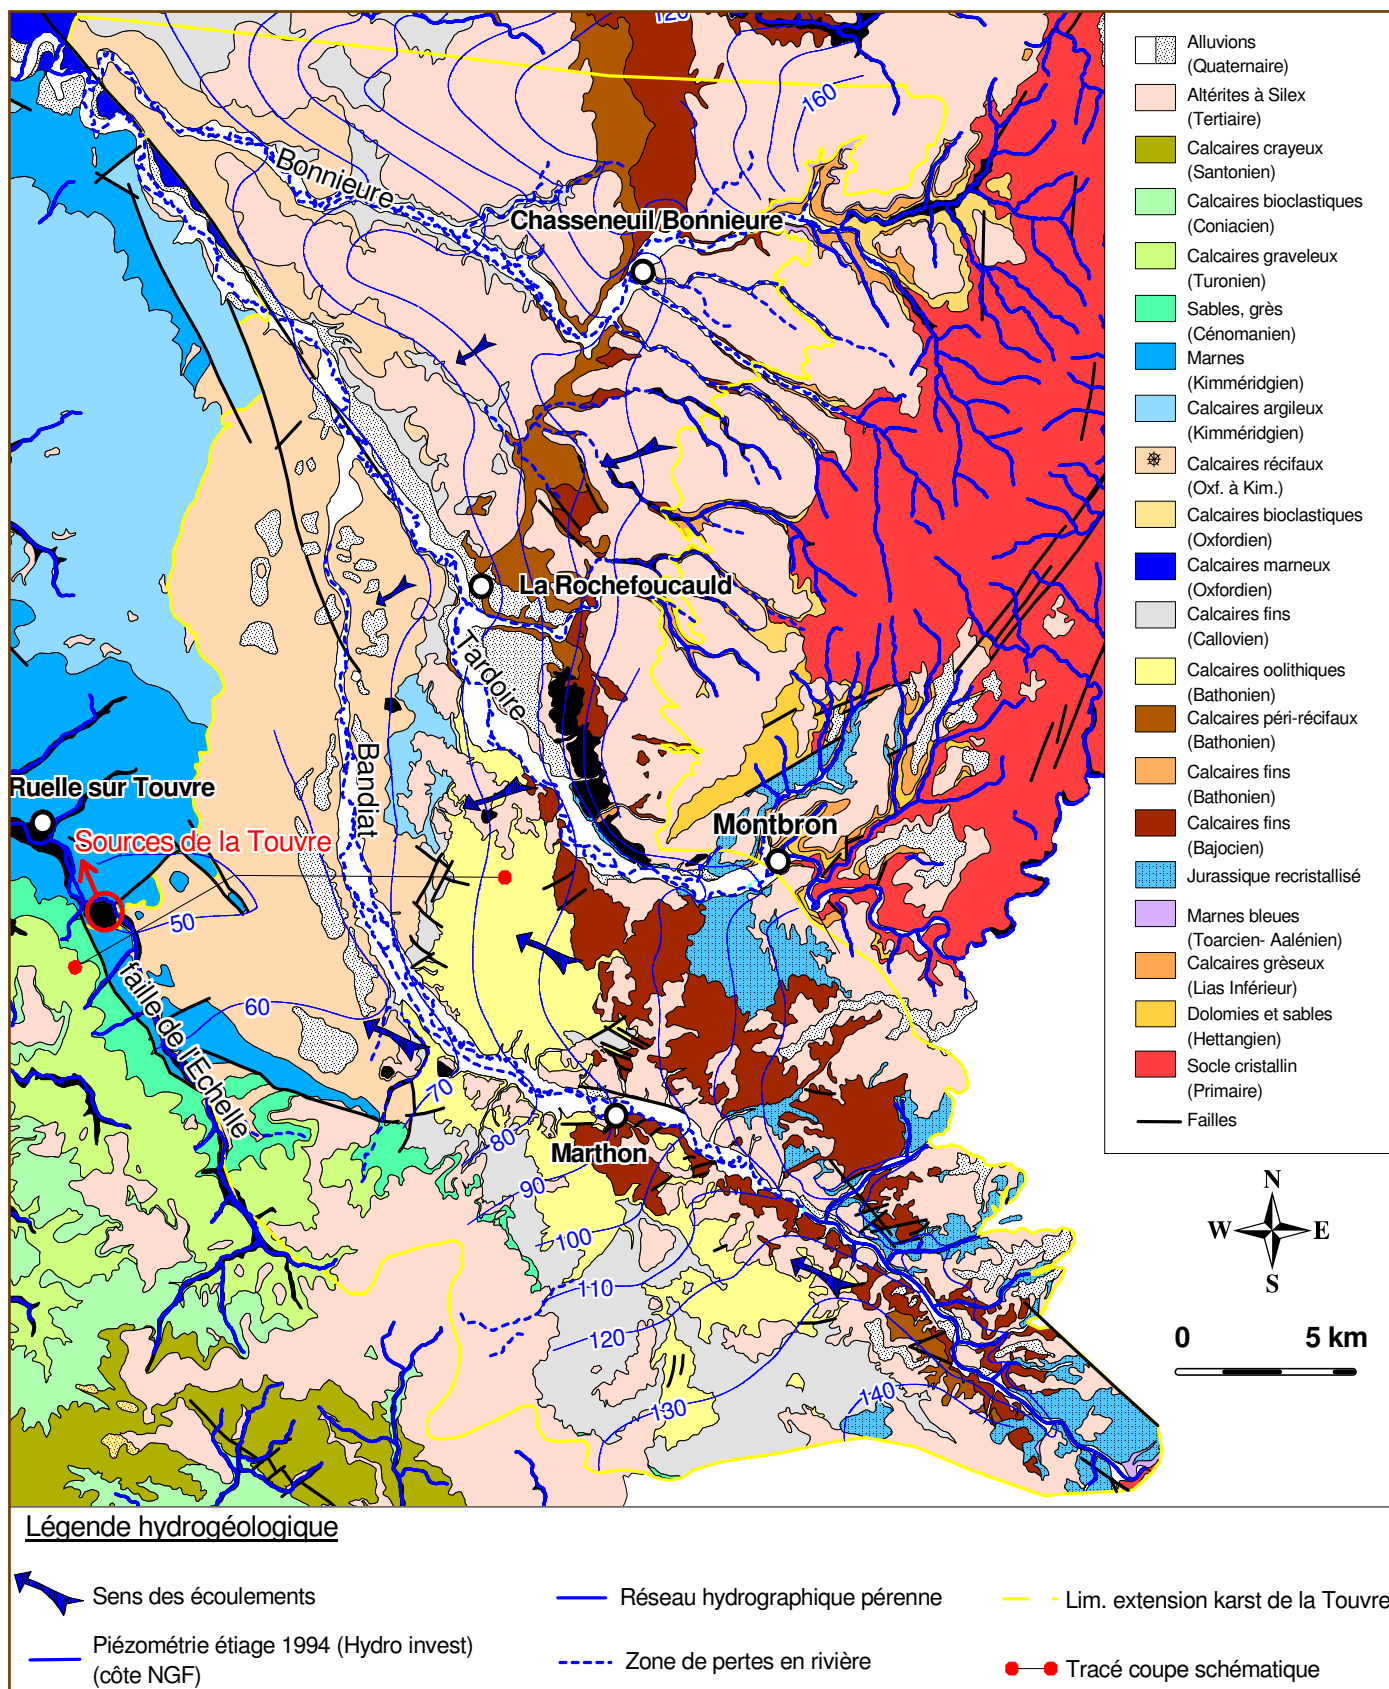 120
160
Bonnieure
Chasseneuil/Bonnieure
La Rochefoucauld
Tardoire
Bandiat
Ruelle sur Touvre
Sources de la Touvre
Montbron
50
60
faille de l'Echelle
70
80
Marthon
90
100
110
120
130
140
Alluvions
(Quaternaire)
Altérites à Silex
(Tertiaire)
Calcaires crayeux
(Santonien)
Calcaires bioclastiques
(Coniacien)
Calcaires graveleux
(Turonien)
Sables, grès
(Cénomanien)
Marnes
(Kimméridgien)
Calcaires argileux
(Kimméridgien)
Calcaires récifaux
(Oxf. à Kim.)
Calcaires bioclastiques
(Oxfordien)
Calcaires marneux
(Oxfordien)
Calcaires fins
(Callovien)
Calcaires oolithiques
(Bathonien)
Calcaires péri-récifaux
(Bathonien)
Calcaires fins
(Bathonien)
Calcaires fins
(Bajocien)
Jurassique recristallisé
Marnes bleues
(Toarcien- Aalénien)
Calcaires grèseux
(Lias Inférieur)
Dolomies et sables
(Hettangien)
Socle cristallin
(Primaire)
Failles
N
W E
S
0 5 km
Légende hydrogéologique
Sens des écoulements
Réseau hydrographique pérenne
Lim. extension karst de la Touvre
Piézométrie étiage 1994 (Hydro invest)
(côte NGF)
Zone de pertes en rivière
Tracé coupe schématique